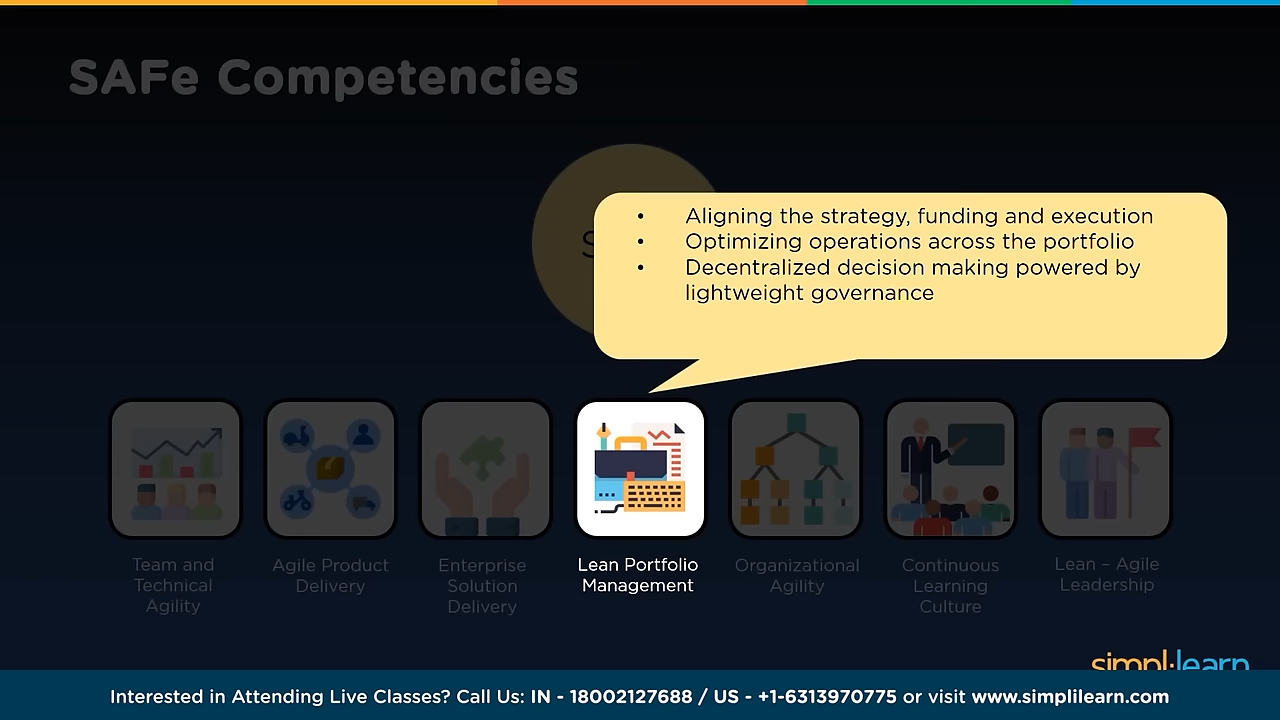 SAFe Competencies
S
• Aligning the strategy, funding and execution
• Optimizing operations across the portfolio
• Decentralized decision making powered by
lightweight governance
Team and
Technical
Agility
Agile Product
Delivery
Enterprise
Solution
Delivery
Lean Portfolio
Management
Organizational
Agility
Continuous
Learning
Culture
Lean – Agile
Leadership
simpl·learn
Interested in Attending Live Classes? Call Us: IN - 18002127688 / US - +1-6313970775 or visit www.simplilearn.com